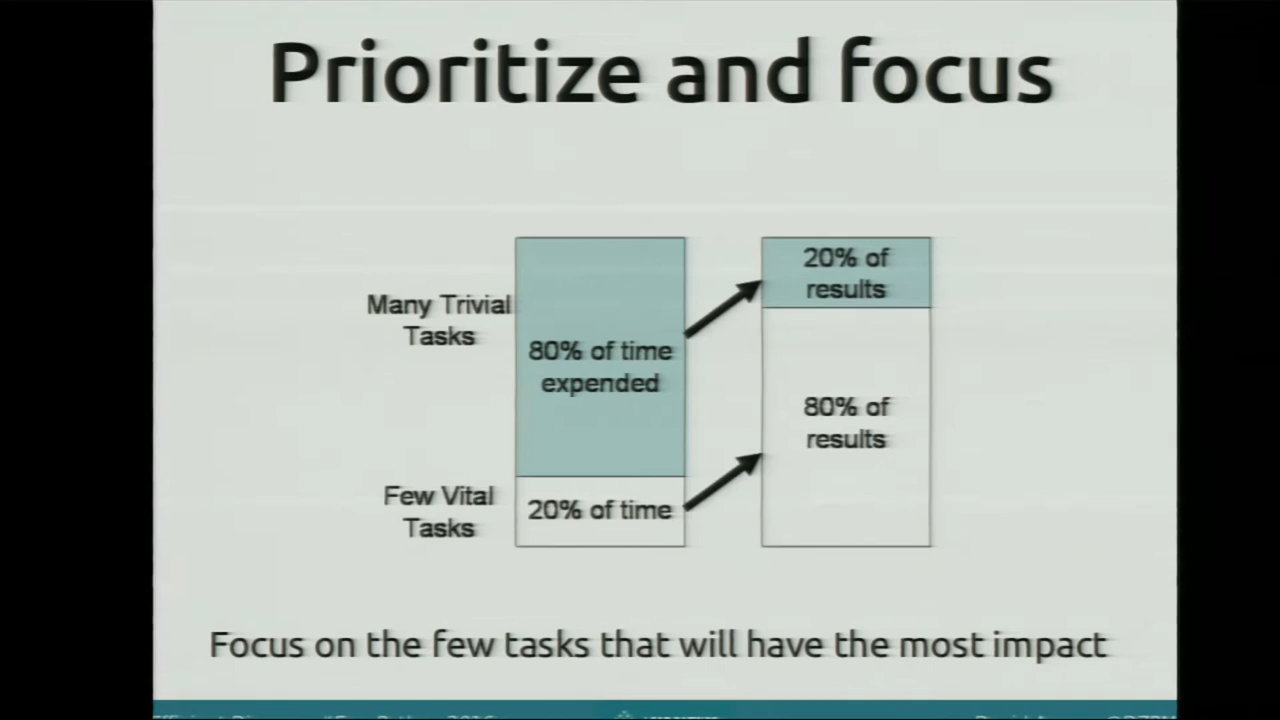 Prioritize and focus
Many Trivial
Tasks
80% of time
expended
20% of
results
80% of
results
Few Vital
Tasks
20% of time
Focus on the few tasks that will have the most impact